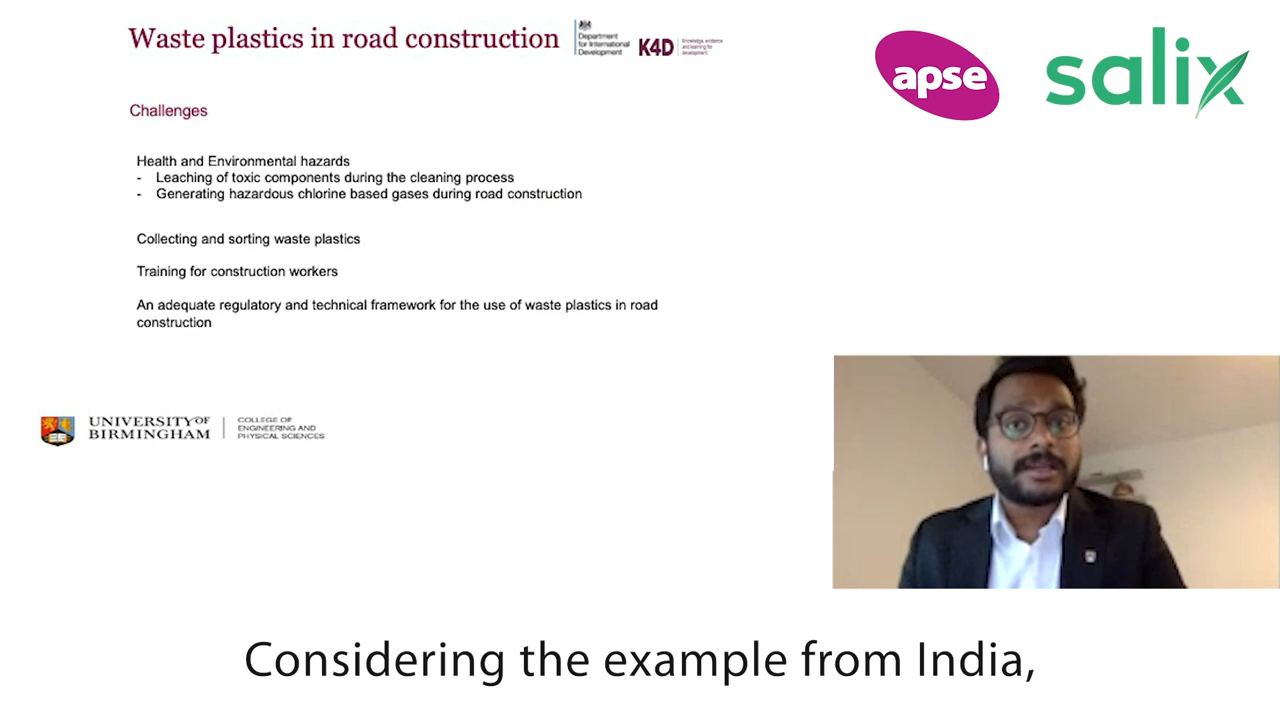 Waste plastics in road construction
Department
for International
Development
K4D
Knowledge, evidence
and learning for
development
apse
salix
Challenges
Health and Environmental hazards
- Leaching of toxic components during the cleaning process
- Generating hazardous chlorine based gases during road construction
Collecting and sorting waste plastics
Training for construction workers
An adequate regulatory and technical framework for the use of waste plastics in road
construction
UNIVERSITY OF
BIRMINGHAM
COLLEGE OF
ENGINEERING AND
PHYSICAL SCIENCES
Considering the example from India,